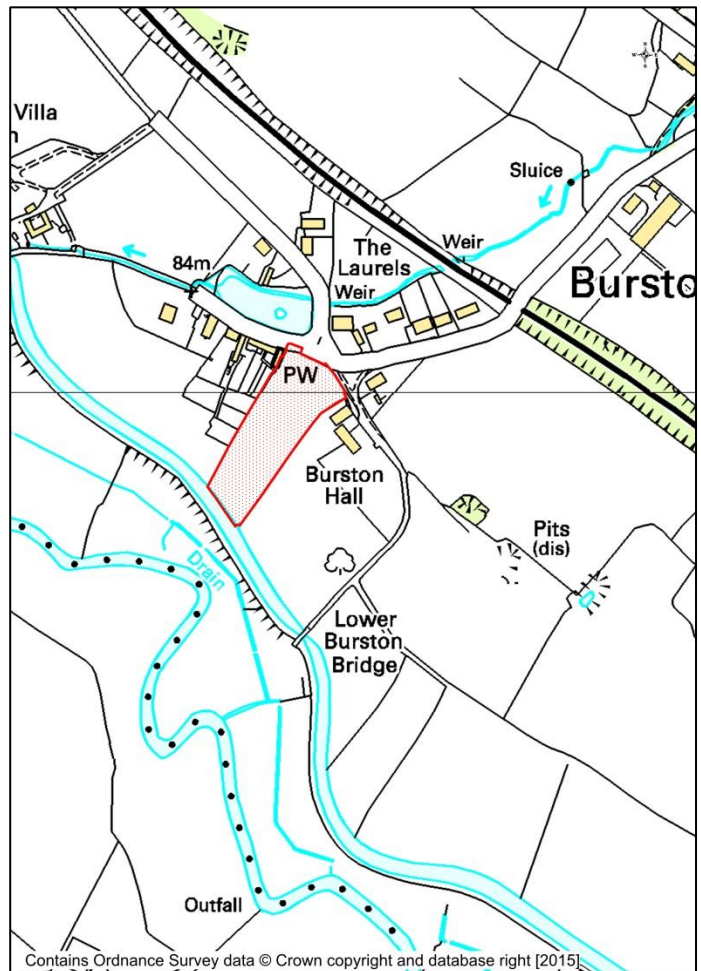 Villa
n
Sluice
The
Laurels
Weir
84m
Weir
Bursto
PW
Burston
Hall
Pits
(dis)
Drain
Lower
Burston
Bridge
Outfall
Contains Ordnance Survey data © Crown copyright and database right [2015]